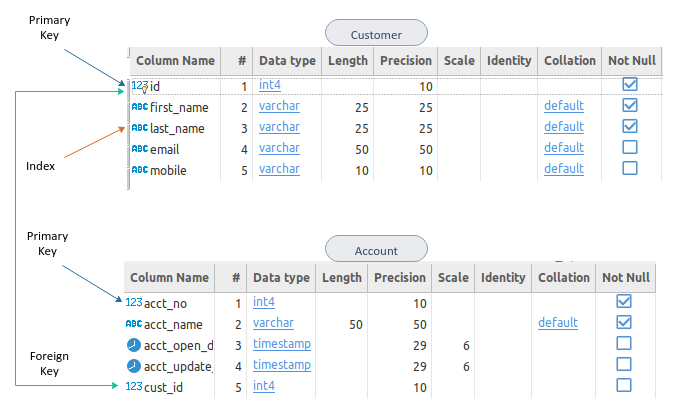 Primary
Key
Customer
Column Name # Data type Length Precision Scale Identity Collation Not Null
123 id 1 int4 10
ABC first_name 2 varchar 25 25 default
ABC last_name 3 varchar 25 25 default
ABC email 4 varchar 50 50 default
ABC mobile 5 varchar 10 10 default
Index
Primary
Key
Account
Column Name # Data type Length Precision Scale Identity Collation Not Null
123 acct_no 1 int4 10
ABC acct_name 2 varchar 50 50 default
acct_open_d 3 timestamp 29 6
acct_update_ 4 timestamp 29 6
123 cust_id 5 int4 10
Foreign
Key